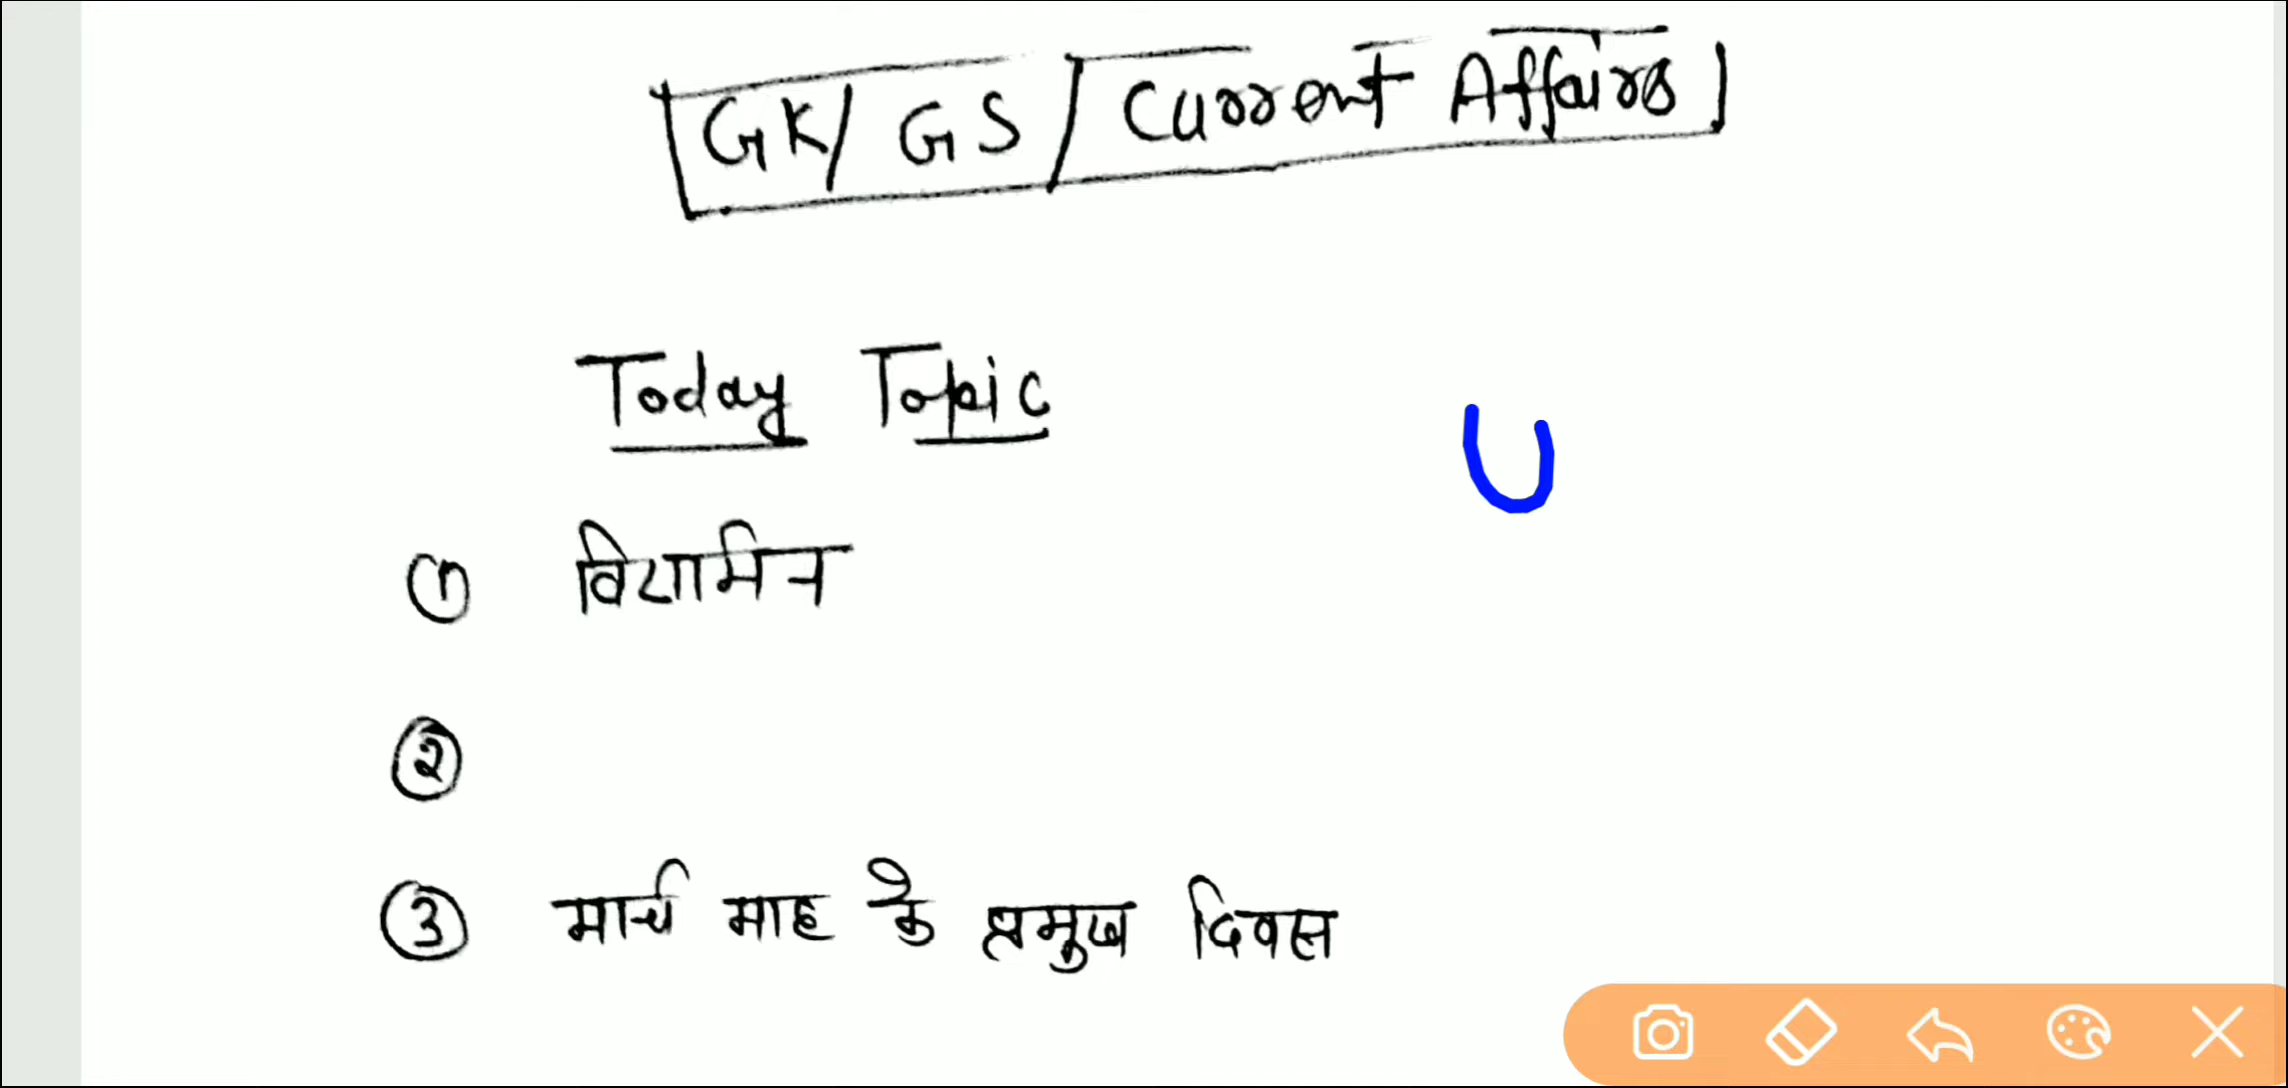 GK/ GS / Current Affairs
Today Topic
U
① विटामिन
②
③ मार्च माह के प्रमुख दिवस